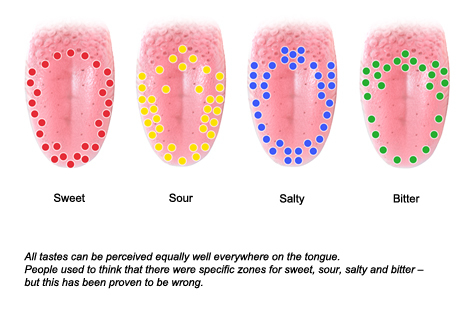 Sweet Sour Salty Bitter
All tastes can be perceived equally well everywhere on the tongue.
People used to think that there were specific zones for sweet, sour, salty and bitter –
but this has been proven to be wrong.